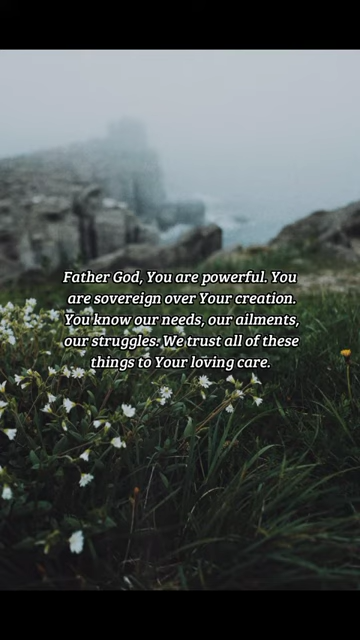 Father God, You are powerful. You
are sovereign over Your creation.
You know our needs, our ailments,
our struggles. We trust all of these
things to Your loving care.